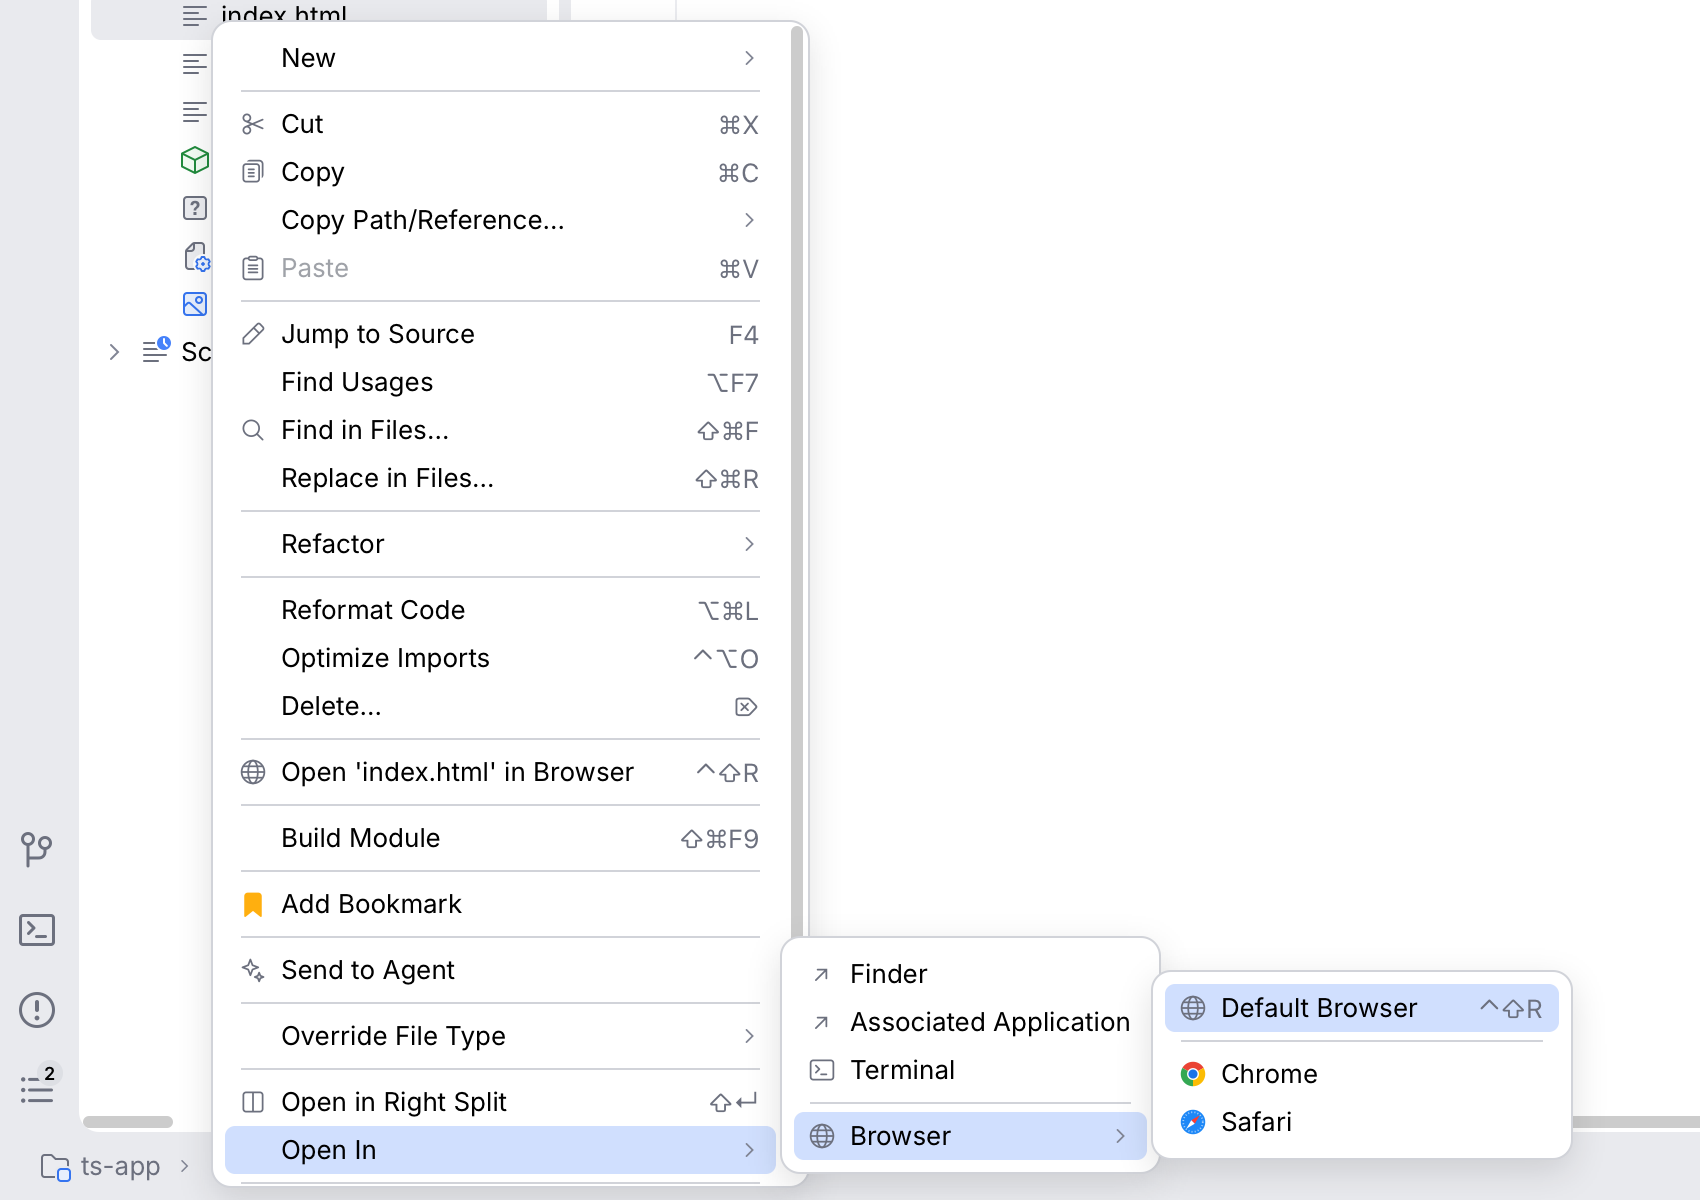 index.html
New
Cut ⌘X
Copy ⌘C
Copy Path/Reference...
Paste ⌘V
Sc
Jump to Source F4
Find Usages ⌥F7
Find in Files... ⇧⌘F
Replace in Files... ⇧⌘R
Refactor
Reformat Code ⌥⌘L
Optimize Imports ^⌥O
Delete... ⌦
Open 'index.html' in Browser ^⇧R
Build Module ⇧⌘F9
Add Bookmark
Send to Agent
Override File Type
Open in Right Split ⇧↵
Open In
Finder
Associated Application
Terminal
Browser
Default Browser ^⇧R
Chrome
Safari
2
ts-app